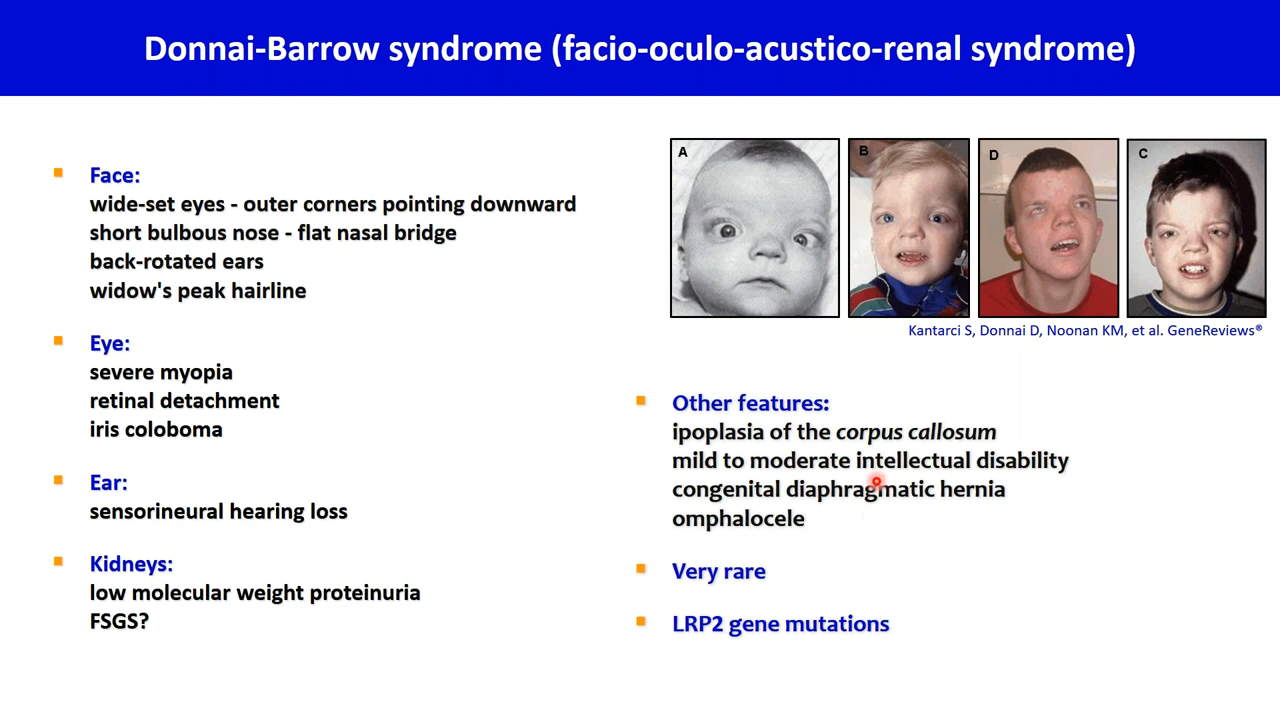 Donnai-Barrow syndrome (facio-oculo-acustico-renal syndrome)
Face:
wide-set eyes - outer corners pointing downward
short bulbous nose - flat nasal bridge
back-rotated ears
widow's peak hairline
Eye:
severe myopia
retinal detachment
iris coloboma
Ear:
sensorineural hearing loss
Kidneys:
low molecular weight proteinuria
FSGS?
A
B
D
C
Kantarci S, Donnai D, Noonan KM, et al. GeneReviews®
Other features:
ipoplasia of the corpus callosum
mild to moderate intellectual disability
congenital diaphragmatic hernia
omphalocele
Very rare
LRP2 gene mutations